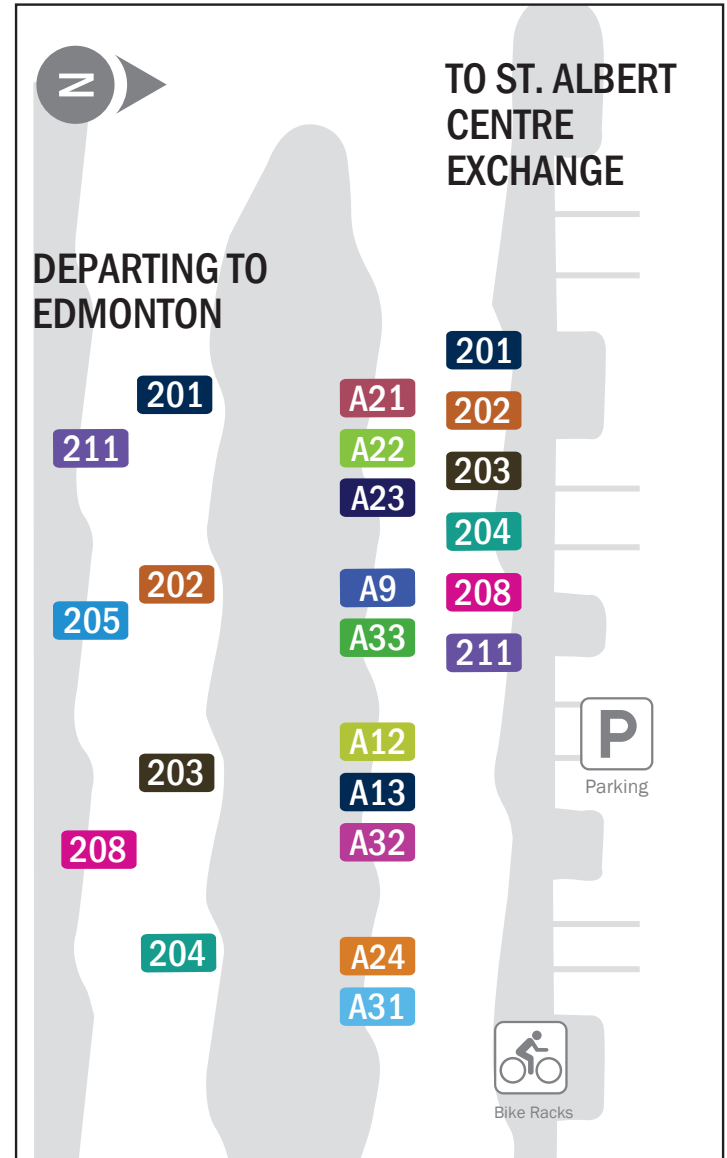 N
TO ST. ALBERT
CENTRE
EXCHANGE
DEPARTING TO
EDMONTON
201
211
202
205
203
208
204
A21
A22
A23
A9
A33
A12
A13
A32
A24
A31
201
202
203
204
208
211
P
Parking
Bike Racks